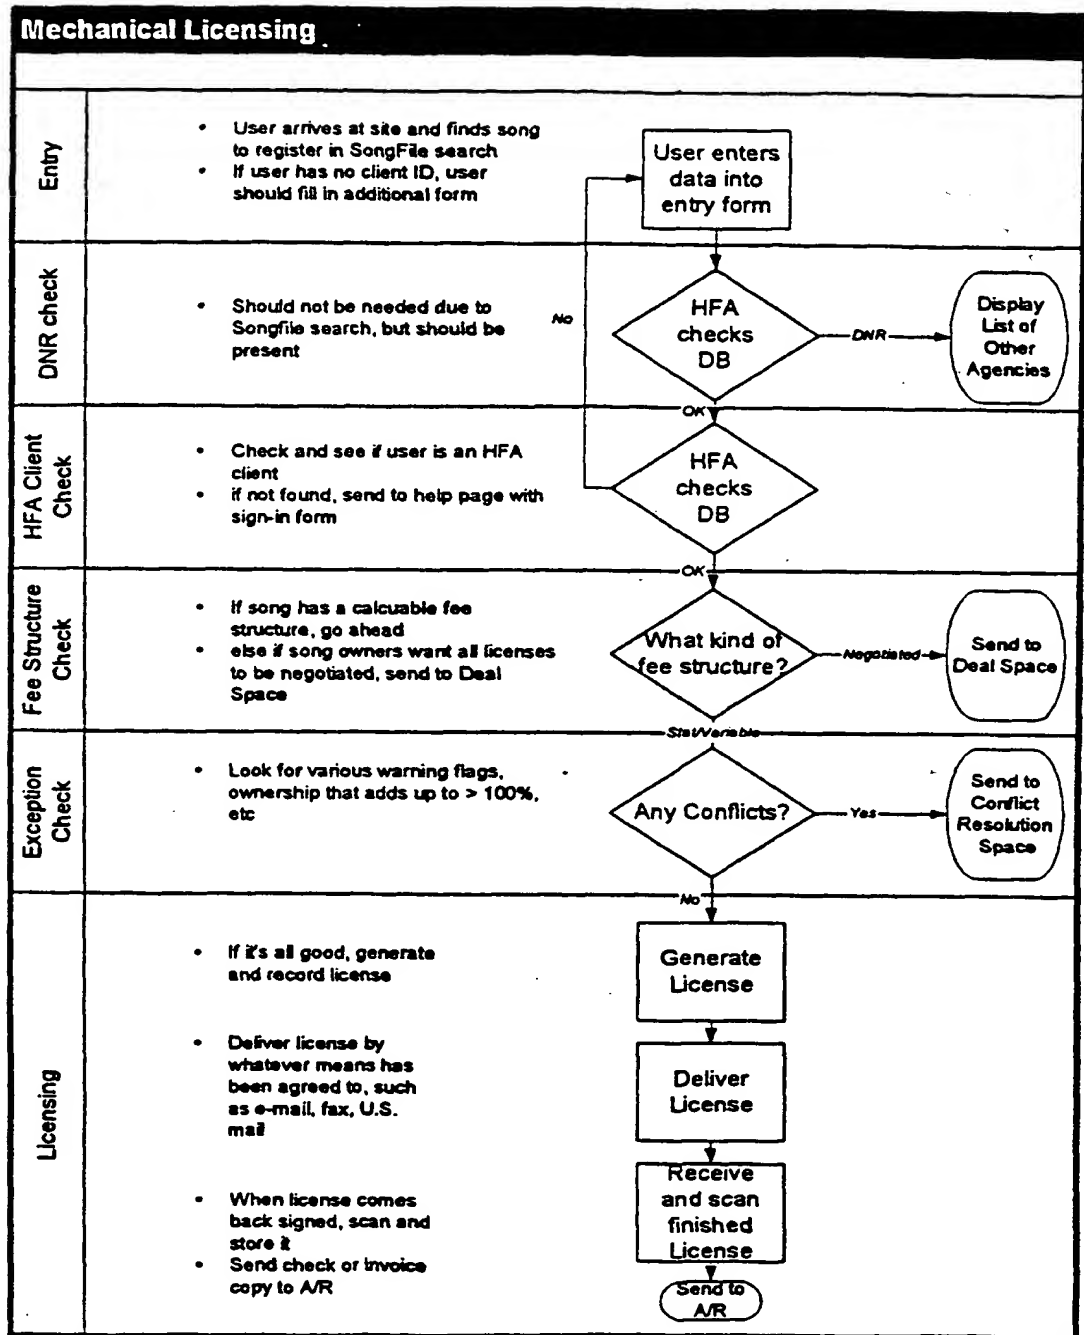 Mechanical Licensing
Entry
• User arrives at site and finds song
to register in SongFile search
• If user has no client ID, user
should fill in additional form
User enters
data into
entry form
DNR check
• Should not be needed due to
Songfile search, but should be
present
No
HFA
checks
DB
DNR
Display
List of
Other
Agencies
OK
HFA Client
Check
• Check and see if user is an HFA
client
• if not found, send to help page with
sign-in form
HFA
checks
DB
OK
Fee Structure
Check
• If song has a calcuable fee
structure, go ahead
• else if song owners want all licenses
to be negotiated, send to Deal
Space
What kind of
fee structure?
Negotiated
Send to
Deal Space
Stat/Variable
Exception
Check
• Look for various warning flags,
ownership that adds up to > 100%,
etc
Any Conflicts?
Yes
Send to
Conflict
Resolution
Space
No
Licensing
• If it's all good, generate
and record license
Generate
License
• Deliver license by
whatever means has
been agreed to, such
as e-mail, fax, U.S.
mail
Deliver
License
• When license comes
back signed, scan and
store it
• Send check or invoice
copy to A/R
Receive
and scan
finished
License
Send to
A/R